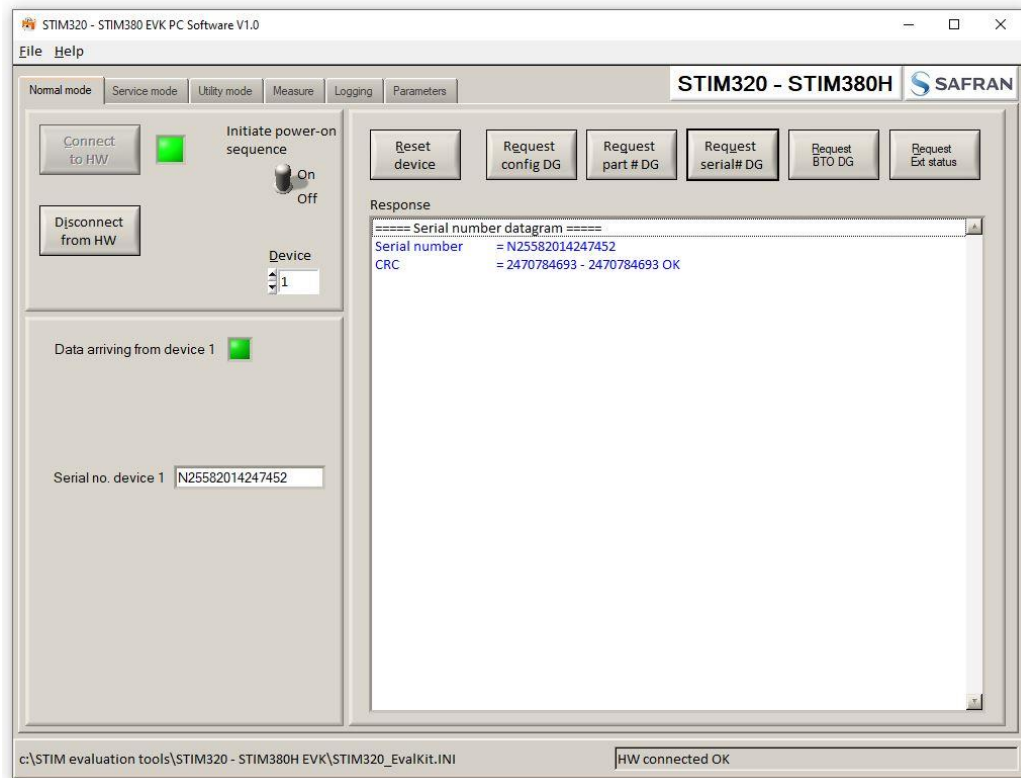 STIM320 - STIM380 EVK PC Software V1.0
File Help
Normal mode Service mode Utility mode Measure Logging Parameters
STIM320 - STIM380H SAFRAN
Connect
to HW
Initiate power-on
sequence
On
Off
Disconnect
from HW
Device
1
Reset
device
Request
config DG
Request
part # DG
Request
serial# DG
Request
BTO DG
Request
Ext status
Response
===== Serial number datagram =====
Serial number = N25582014247452
CRC = 2470784693 - 2470784693 OK
Data arriving from device 1
Serial no. device 1 N25582014247452
c:\STIM evaluation tools\STIM320 - STIM380H EVK\STIM320_EvalKit.INI HW connected OK